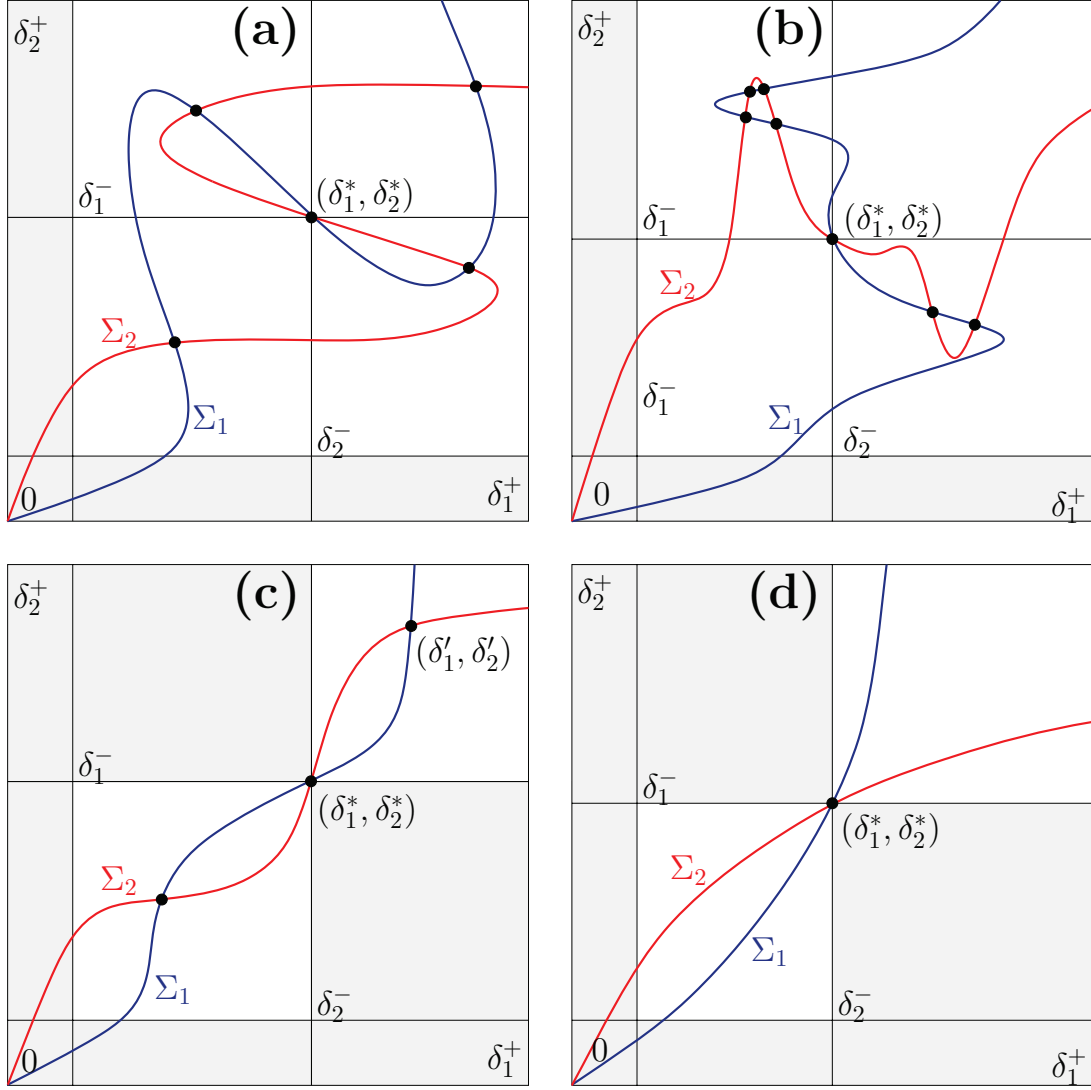 (a)
δ₂⁺
δ₁⁻
(δ₁*, δ₂*)
Σ₂
Σ₁
δ₂⁻
0
δ₁⁺
(b)
δ₂⁺
δ₁⁻
(δ₁*, δ₂*)
Σ₂
δ₁⁻
Σ₁
δ₂⁻
0
δ₁⁺
(c)
δ₂⁺
(δ₁′, δ₂′)
δ₁⁻
(δ₁*, δ₂*)
Σ₂
Σ₁
δ₂⁻
0
δ₁⁺
(d)
δ₂⁺
δ₁⁻
(δ₁*, δ₂*)
Σ₂
Σ₁
δ₂⁻
0
δ₁⁺